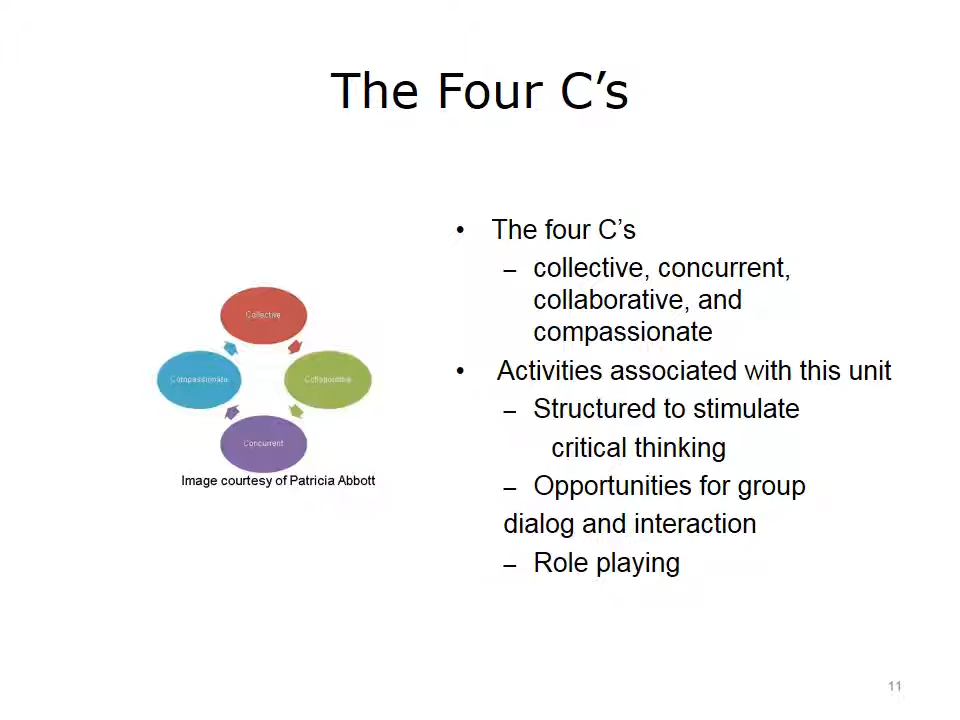 The Four C’s
Collective
Compassionate
Collaborative
Concurrent
Image courtesy of Patricia Abbott
• The four C’s
– collective, concurrent,
collaborative, and
compassionate
• Activities associated with this unit
– Structured to stimulate
critical thinking
– Opportunities for group
dialog and interaction
– Role playing
11